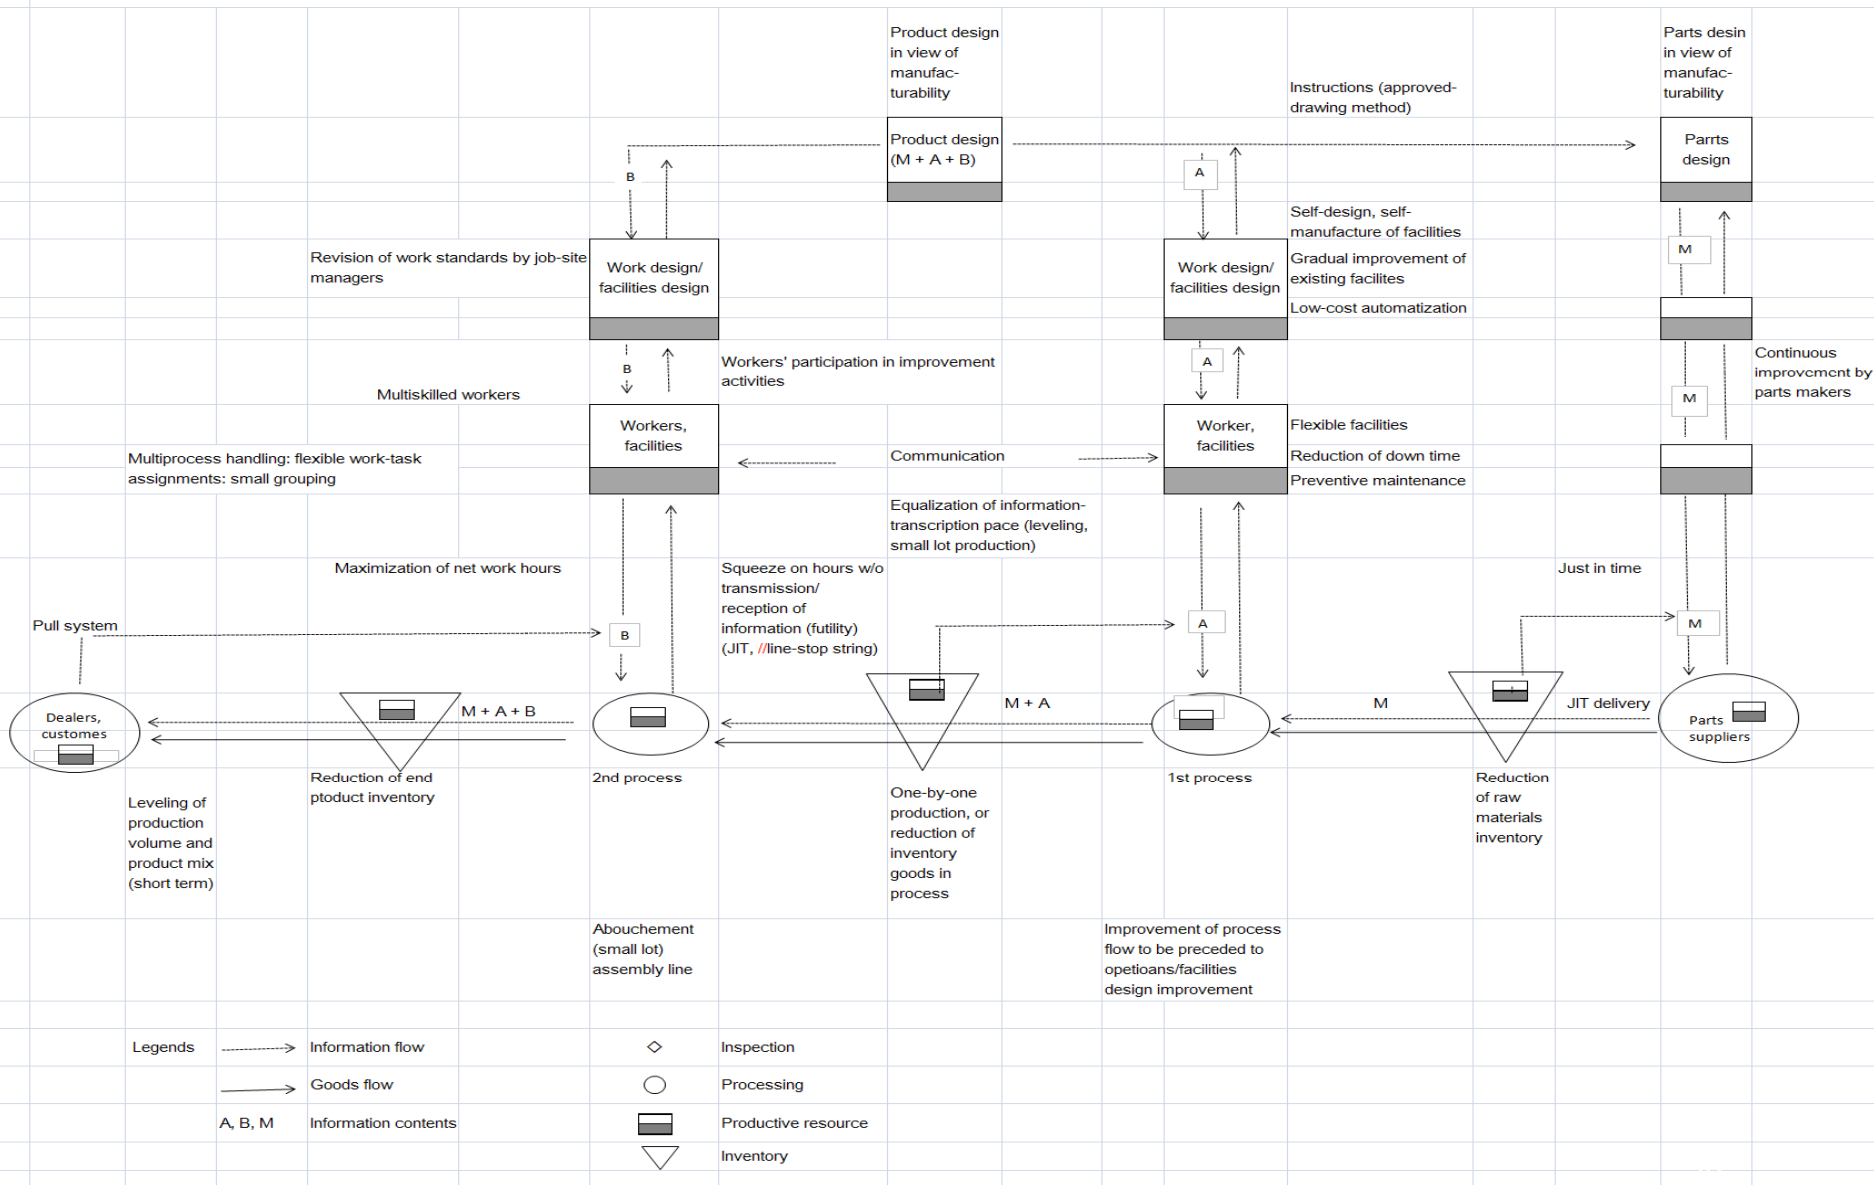 Product design
in view of
manufac-
turability
Parts desin
in view of
manufac-
turability
Instructions (approved-
drawing method)
Product design
(M + A + B)
Parrts
design
B
A
Self-design, self-
manufacture of facilities
Revision of work standards by job-site
managers
Work design/
facilities design
Work design/
facilities design
Gradual improvement of
existing facilites
M
Low-cost automatization
B
Workers' participation in improvement
activities
A
Continuous
improvement by
parts makers
Multiskilled workers
M
Workers,
facilities
Worker,
facilities
Flexible facilities
Multiprocess handling: flexible work-task
assignments: small grouping
Communication
Reduction of down time
Preventive maintenance
Equalization of information-
transcription pace (leveling,
small lot production)
Maximization of net work hours
Squeeze on hours w/o
transmission/
reception of
information (futility)
(JIT, //line-stop string)
Just in time
Pull system
B
A
M
Dealers,
customes
M + A + B
M + A
M
JIT delivery
Parts
suppliers
Reduction of end
ptoduct inventory
2nd process
1st process
Reduction
of raw
materials
inventory
Leveling of
production
volume and
product mix
(short term)
One-by-one
production, or
reduction of
inventory
goods in
process
Abouchement
(small lot)
assembly line
Improvement of process
flow to be preceded to
opetioans/facilities
design improvement
Legends
Information flow
Inspection
Goods flow
Processing
A, B, M
Information contents
Productive resource
Inventory